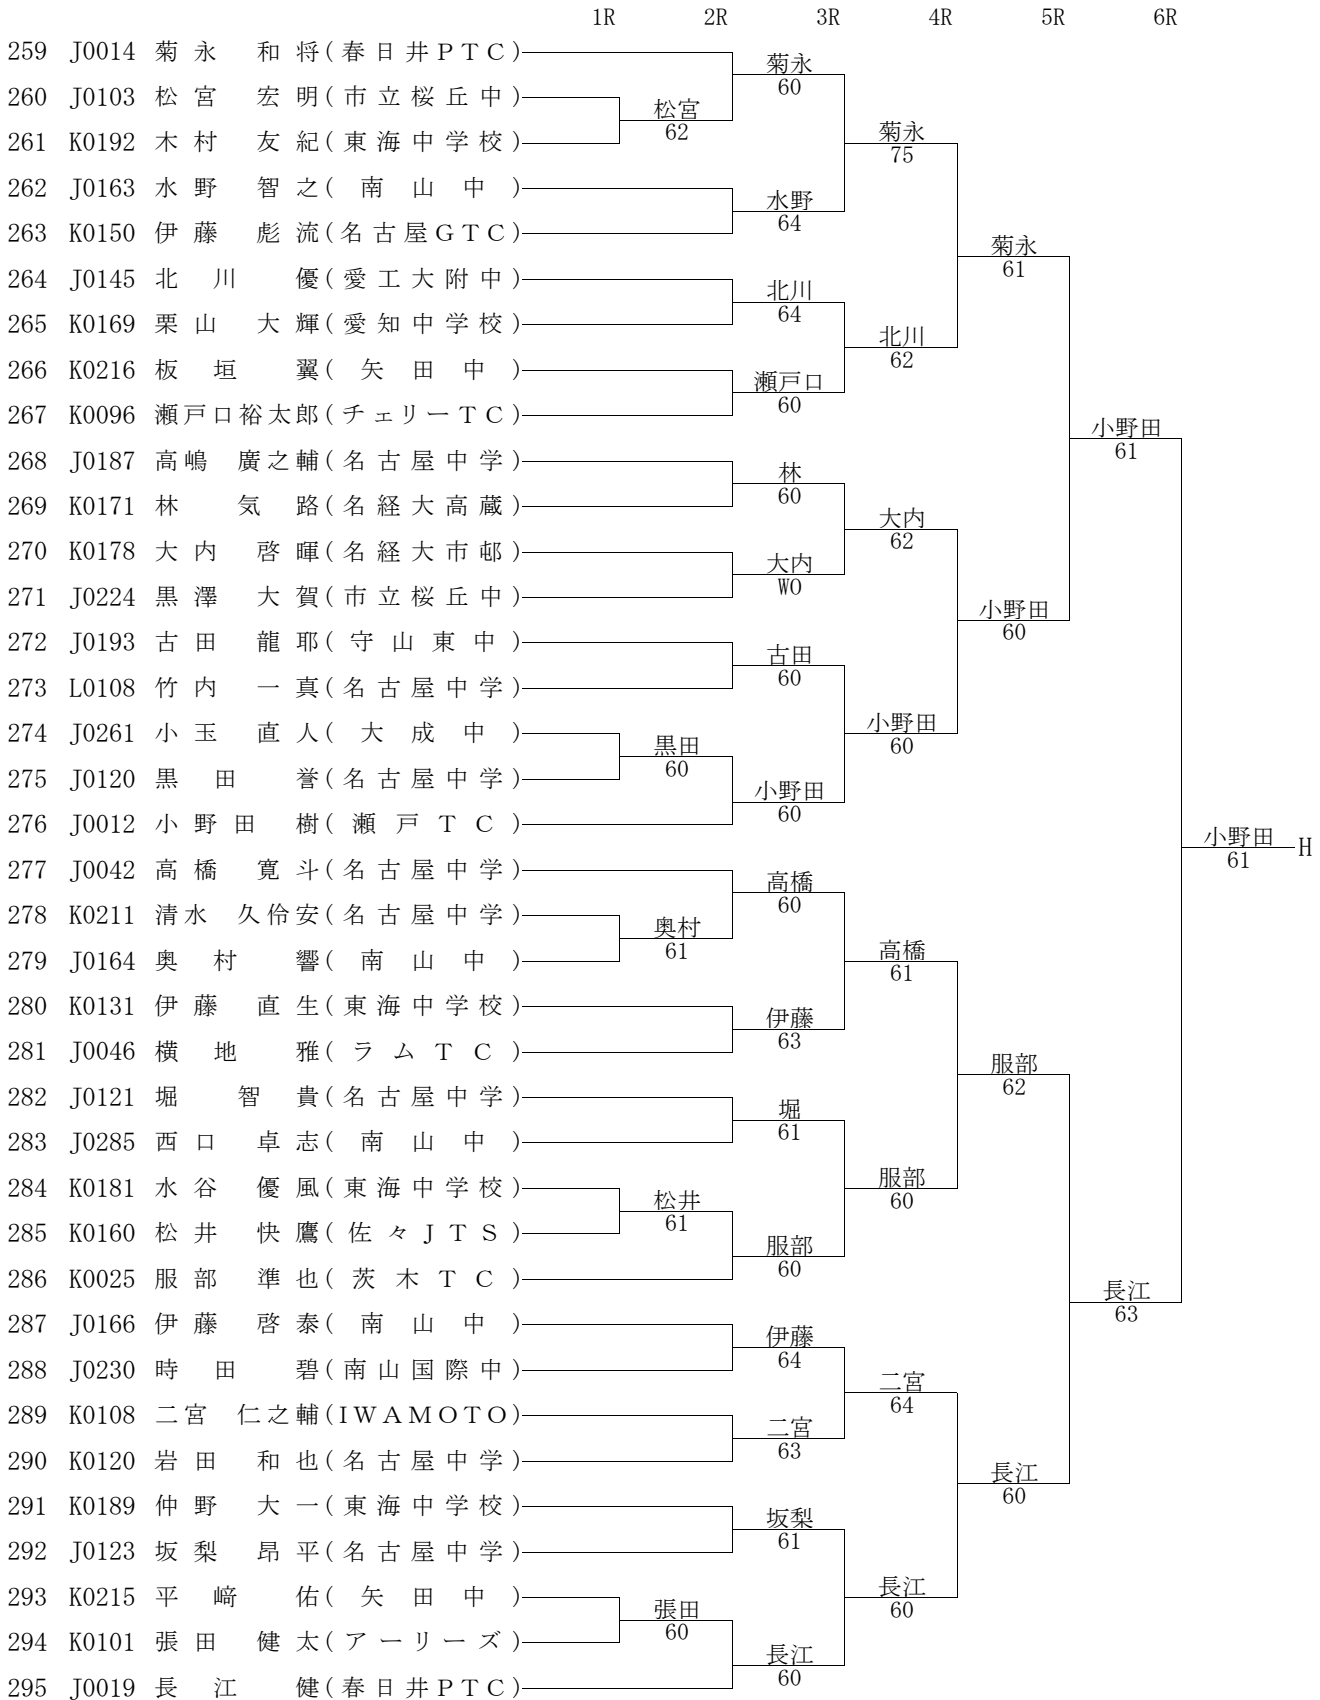 1R 2R 3R 4R 5R 6R
259 J0014 菊永 和将(春日井PTC)
菊永
60
260 J0103 松宮 宏明(市立桜丘中)
松宮
62
261 K0192 木村 友紀(東海中学校)
菊永
75
262 J0163 水野 智之(南山中)
水野
64
263 K0150 伊藤 彪流(名古屋GTC)
菊永
61
264 J0145 北川 優(愛工大附中)
北川
64
265 K0169 栗山 大輝(愛知中学校)
北川
62
266 K0216 板垣 翼(矢田中)
瀬戸口
60
267 K0096 瀬戸口裕太郎(チェリーTC)
小野田
61
268 J0187 高嶋 廣之輔(名古屋中学)
林
60
269 K0171 林 気路(名経大高蔵)
大内
62
270 K0178 大内 啓暉(名経大市邨)
大内
W0
271 J0224 黒澤 大賀(市立桜丘中)
小野田
60
272 J0193 古田 龍耶(守山東中)
古田
60
273 L0108 竹内 一真(名古屋中学)
小野田
60
274 J0261 小玉 直人(大成中)
黒田
60
275 J0120 黒田 誉(名古屋中学)
小野田
60
276 J0012 小野田 樹(瀬戸TC)
小野田
61
H
277 J0042 高橋 寛斗(名古屋中学)
高橋
60
278 K0211 清水 久伶安(名古屋中学)
奥村
61
279 J0164 奥村 響(南山中)
高橋
61
280 K0131 伊藤 直生(東海中学校)
伊藤
63
281 J0046 横地 雅(ラムTC)
服部
62
282 J0121 堀 智貴(名古屋中学)
堀
61
283 J0285 西口 卓志(南山中)
服部
60
284 K0181 水谷 優風(東海中学校)
松井
61
285 K0160 松井 快鷹(佐々JTS)
服部
60
286 K0025 服部 準也(茨木TC)
長江
63
287 J0166 伊藤 啓泰(南山中)
伊藤
64
288 J0230 時田 碧(南山国際中)
二宮
64
289 K0108 二宮 仁之輔(IWAMOTO)
二宮
63
290 K0120 岩田 和也(名古屋中学)
長江
60
291 K0189 仲野 大一(東海中学校)
坂梨
61
292 J0123 坂梨 昂平(名古屋中学)
長江
60
293 K0215 平﨑 佑(矢田中)
張田
60
294 K0101 張田 健太(アーリーズ)
長江
60
295 J0019 長江 健(春日井PTC)